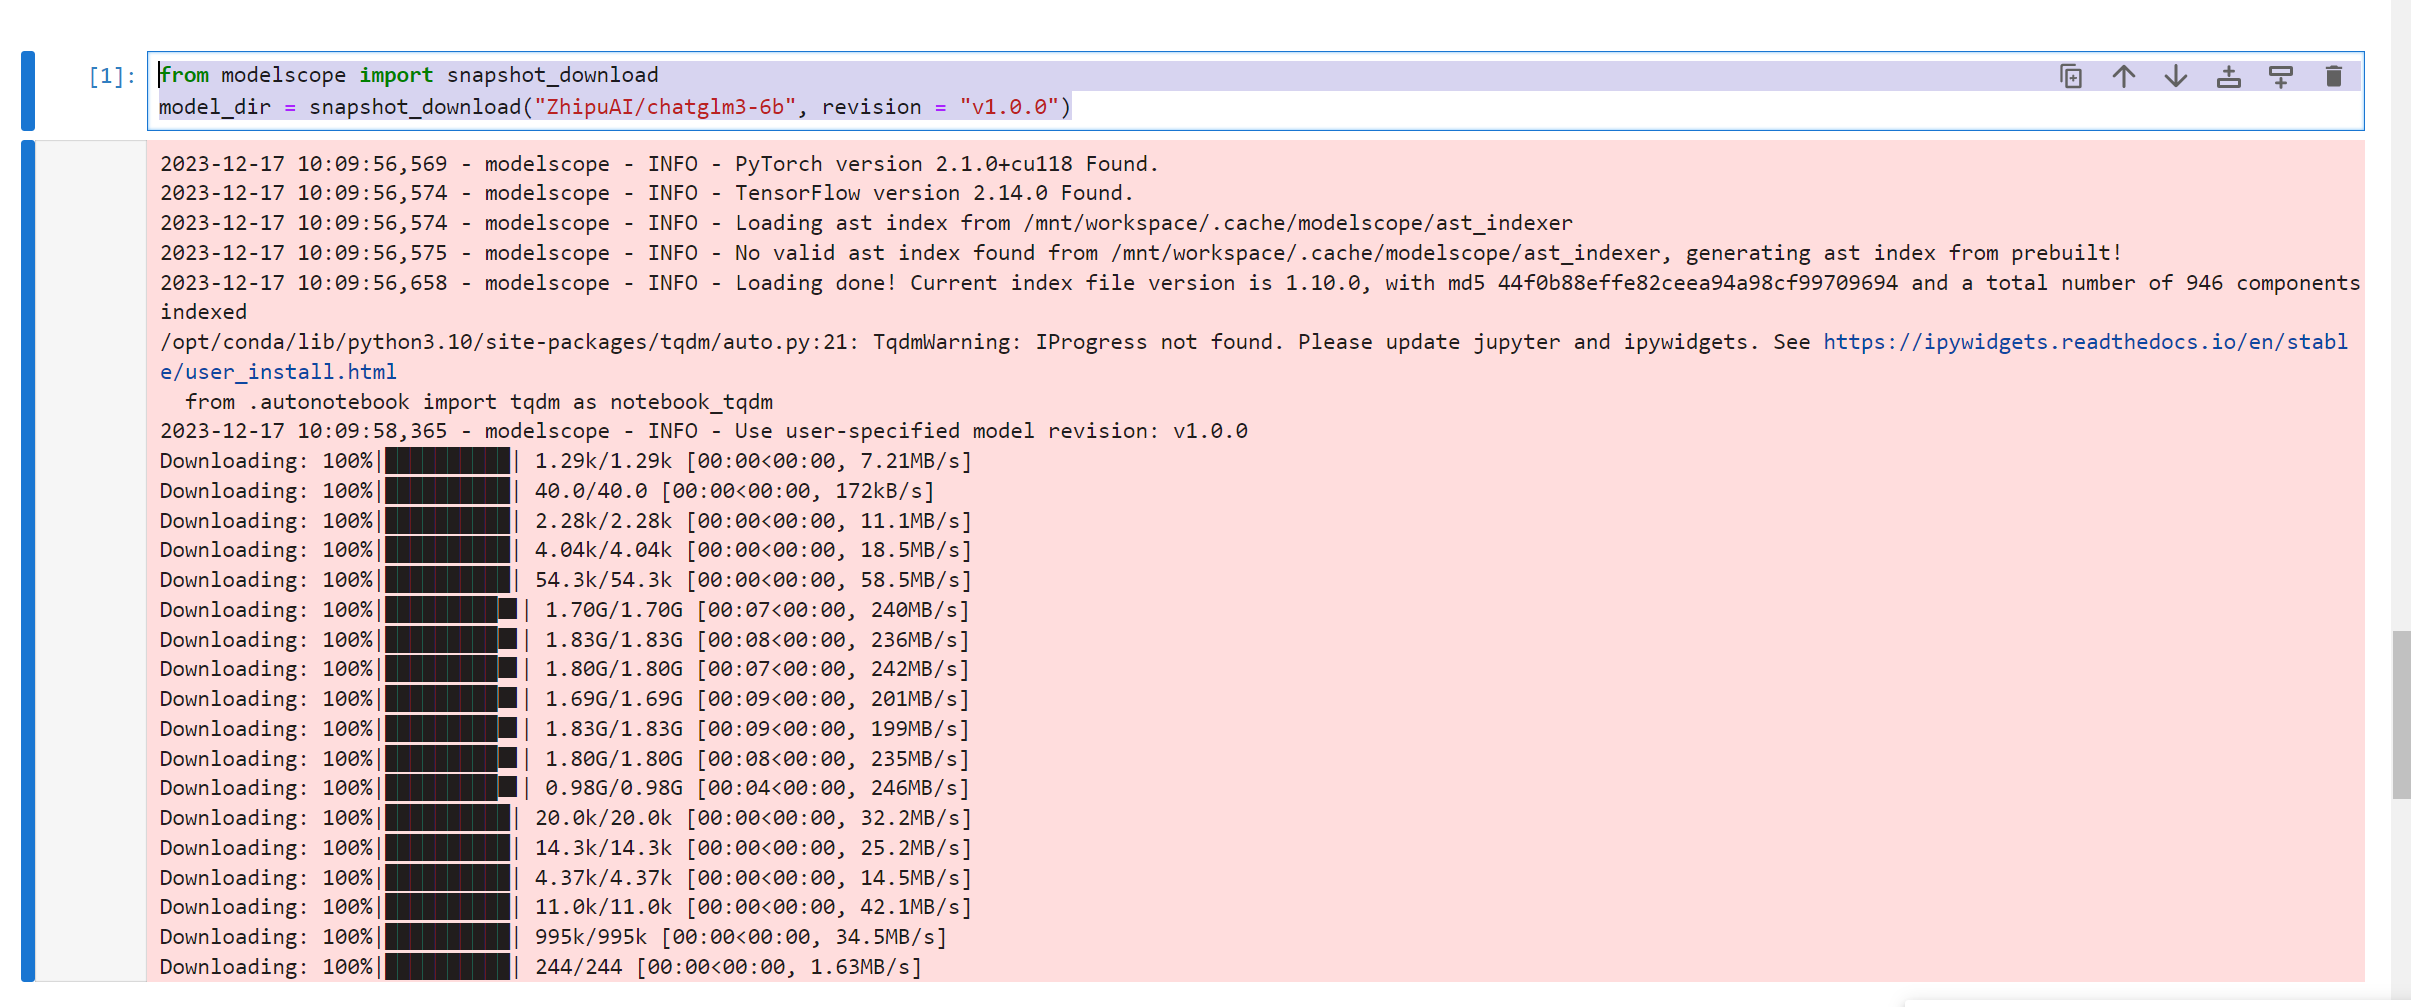 [1]:
from modelscope import snapshot_download
model_dir = snapshot_download("ZhipuAI/chatglm3-6b", revision = "v1.0.0")
2023-12-17 10:09:56,569 - modelscope - INFO - PyTorch version 2.1.0+cu118 Found.
2023-12-17 10:09:56,574 - modelscope - INFO - TensorFlow version 2.14.0 Found.
2023-12-17 10:09:56,574 - modelscope - INFO - Loading ast index from /mnt/workspace/.cache/modelscope/ast_indexer
2023-12-17 10:09:56,575 - modelscope - INFO - No valid ast index found from /mnt/workspace/.cache/modelscope/ast_indexer, generating ast index from prebuilt!
2023-12-17 10:09:56,658 - modelscope - INFO - Loading done! Current index file version is 1.10.0, with md5 44f0b88effe82ceea94a98cf99709694 and a total number of 946 components
indexed
/opt/conda/lib/python3.10/site-packages/tqdm/auto.py:21: TqdmWarning: IProgress not found. Please update jupyter and ipywidgets. See https://ipywidgets.readthedocs.io/en/stabl
e/user_install.html
  from .autonotebook import tqdm as notebook_tqdm
2023-12-17 10:09:58,365 - modelscope - INFO - Use user-specified model revision: v1.0.0
Downloading: 100%|██████████| 1.29k/1.29k [00:00<00:00, 7.21MB/s]
Downloading: 100%|██████████| 40.0/40.0 [00:00<00:00, 172kB/s]
Downloading: 100%|██████████| 2.28k/2.28k [00:00<00:00, 11.1MB/s]
Downloading: 100%|██████████| 4.04k/4.04k [00:00<00:00, 18.5MB/s]
Downloading: 100%|██████████| 54.3k/54.3k [00:00<00:00, 58.5MB/s]
Downloading: 100%|█████████▉| 1.70G/1.70G [00:07<00:00, 240MB/s]
Downloading: 100%|█████████▉| 1.83G/1.83G [00:08<00:00, 236MB/s]
Downloading: 100%|█████████▉| 1.80G/1.80G [00:07<00:00, 242MB/s]
Downloading: 100%|█████████▉| 1.69G/1.69G [00:09<00:00, 201MB/s]
Downloading: 100%|█████████▉| 1.83G/1.83G [00:09<00:00, 199MB/s]
Downloading: 100%|█████████▉| 1.80G/1.80G [00:08<00:00, 235MB/s]
Downloading: 100%|█████████▉| 0.98G/0.98G [00:04<00:00, 246MB/s]
Downloading: 100%|██████████| 20.0k/20.0k [00:00<00:00, 32.2MB/s]
Downloading: 100%|██████████| 14.3k/14.3k [00:00<00:00, 25.2MB/s]
Downloading: 100%|██████████| 4.37k/4.37k [00:00<00:00, 14.5MB/s]
Downloading: 100%|██████████| 11.0k/11.0k [00:00<00:00, 42.1MB/s]
Downloading: 100%|██████████| 995k/995k [00:00<00:00, 34.5MB/s]
Downloading: 100%|██████████| 244/244 [00:00<00:00, 1.63MB/s]